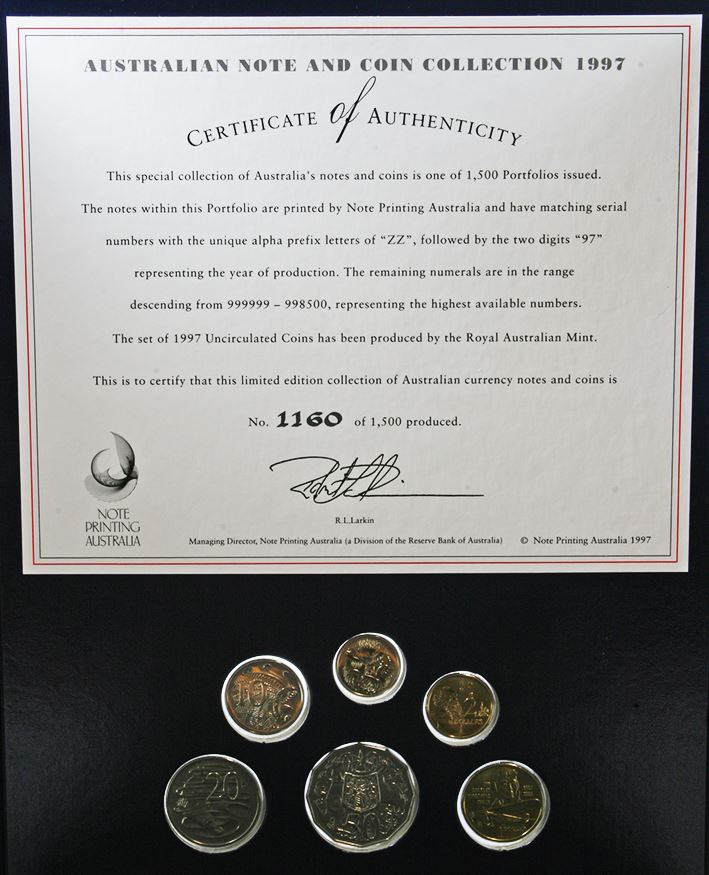 AUSTRALIAN NOTE AND COIN COLLECTION 1997
CERTIFICATE of AUTHENTICITY
This special collection of Australia's notes and coins is one of 1,500 Portfolios issued.
The notes within this Portfolio are printed by Note Printing Australia and have matching serial
numbers with the unique alpha prefix letters of “ZZ”, followed by the two digits “97”
representing the year of production. The remaining numerals are in the range
descending from 999999 – 998500, representing the highest available numbers.
The set of 1997 Uncirculated Coins has been produced by the Royal Australian Mint.
This is to certify that this limited edition collection of Australian currency notes and coins is
No. 1160 of 1,500 produced.
NOTE
PRINTING
AUSTRALIA
R.L.Larkin
Managing Director, Note Printing Australia (a Division of the Reserve Bank of Australia) © Note Printing Australia 1997
10
5
2
DOLLARS
20
50